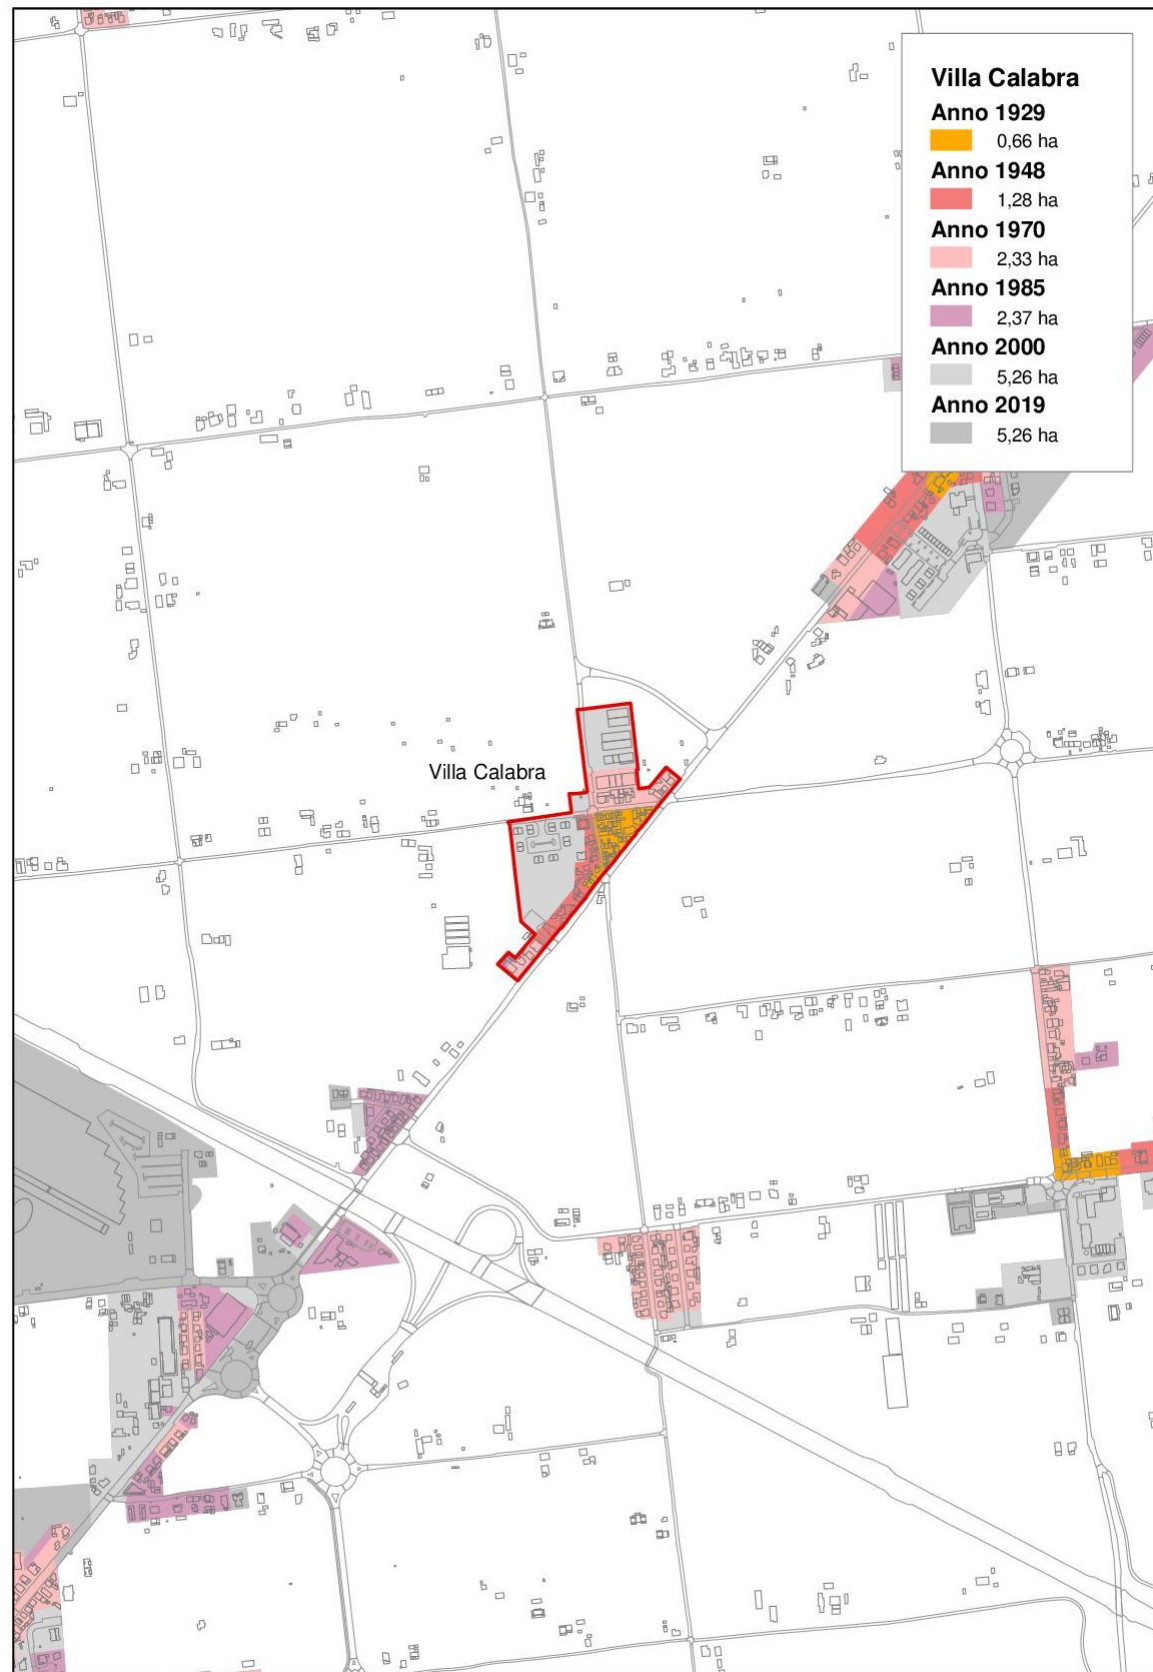 Villa Calabra
Anno 1929
0,66 ha
Anno 1948
1,28 ha
Anno 1970
2,33 ha
Anno 1985
2,37 ha
Anno 2000
5,26 ha
Anno 2019
5,26 ha
Villa Calabra